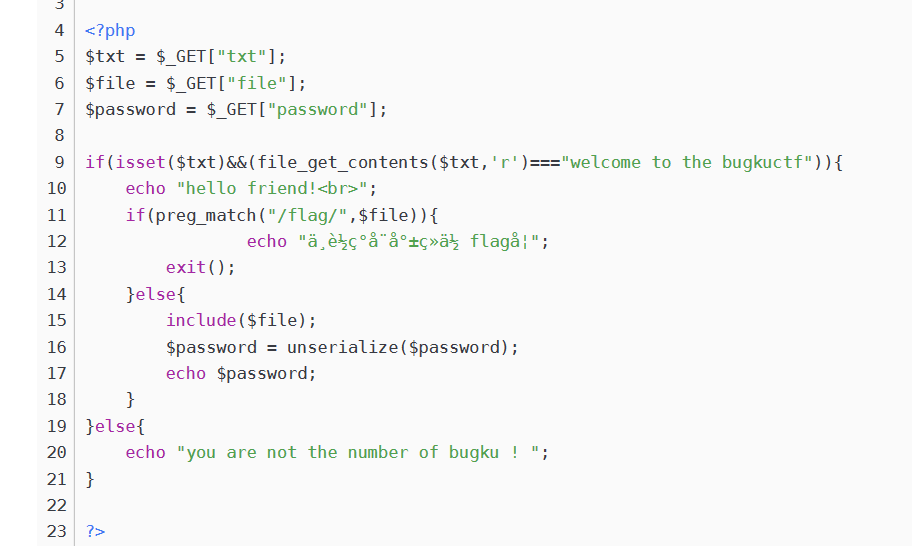 3
4 <?php
5 $txt = $_GET["txt"];
6 $file = $_GET["file"];
7 $password = $_GET["password"];
8
9 if(isset($txt)&&(file_get_contents($txt,'r')==="welcome to the bugkuctf")){
10     echo "hello friend!<br>";
11     if(preg_match("/flag/",$file)){
12                 echo "ä¸è½ç°å¨å°±ç»ä½ flagå¦";
13         exit();
14     }else{
15         include($file);
16         $password = unserialize($password);
17         echo $password;
18     }
19 }else{
20     echo "you are not the number of bugku ! ";
21 }
22
23 ?>